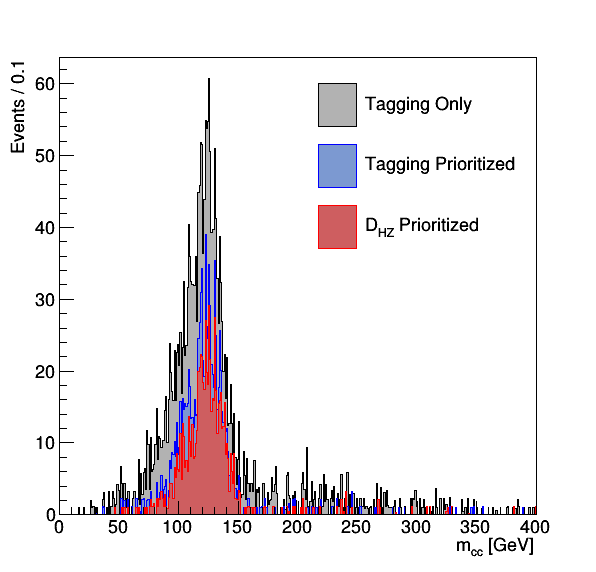 Events / 0.1
60
50
40
30
20
10
0
0 50 100 150 200 250 300 350 400
m_cc [GeV]
Tagging Only
Tagging Prioritized
D_HZ Prioritized